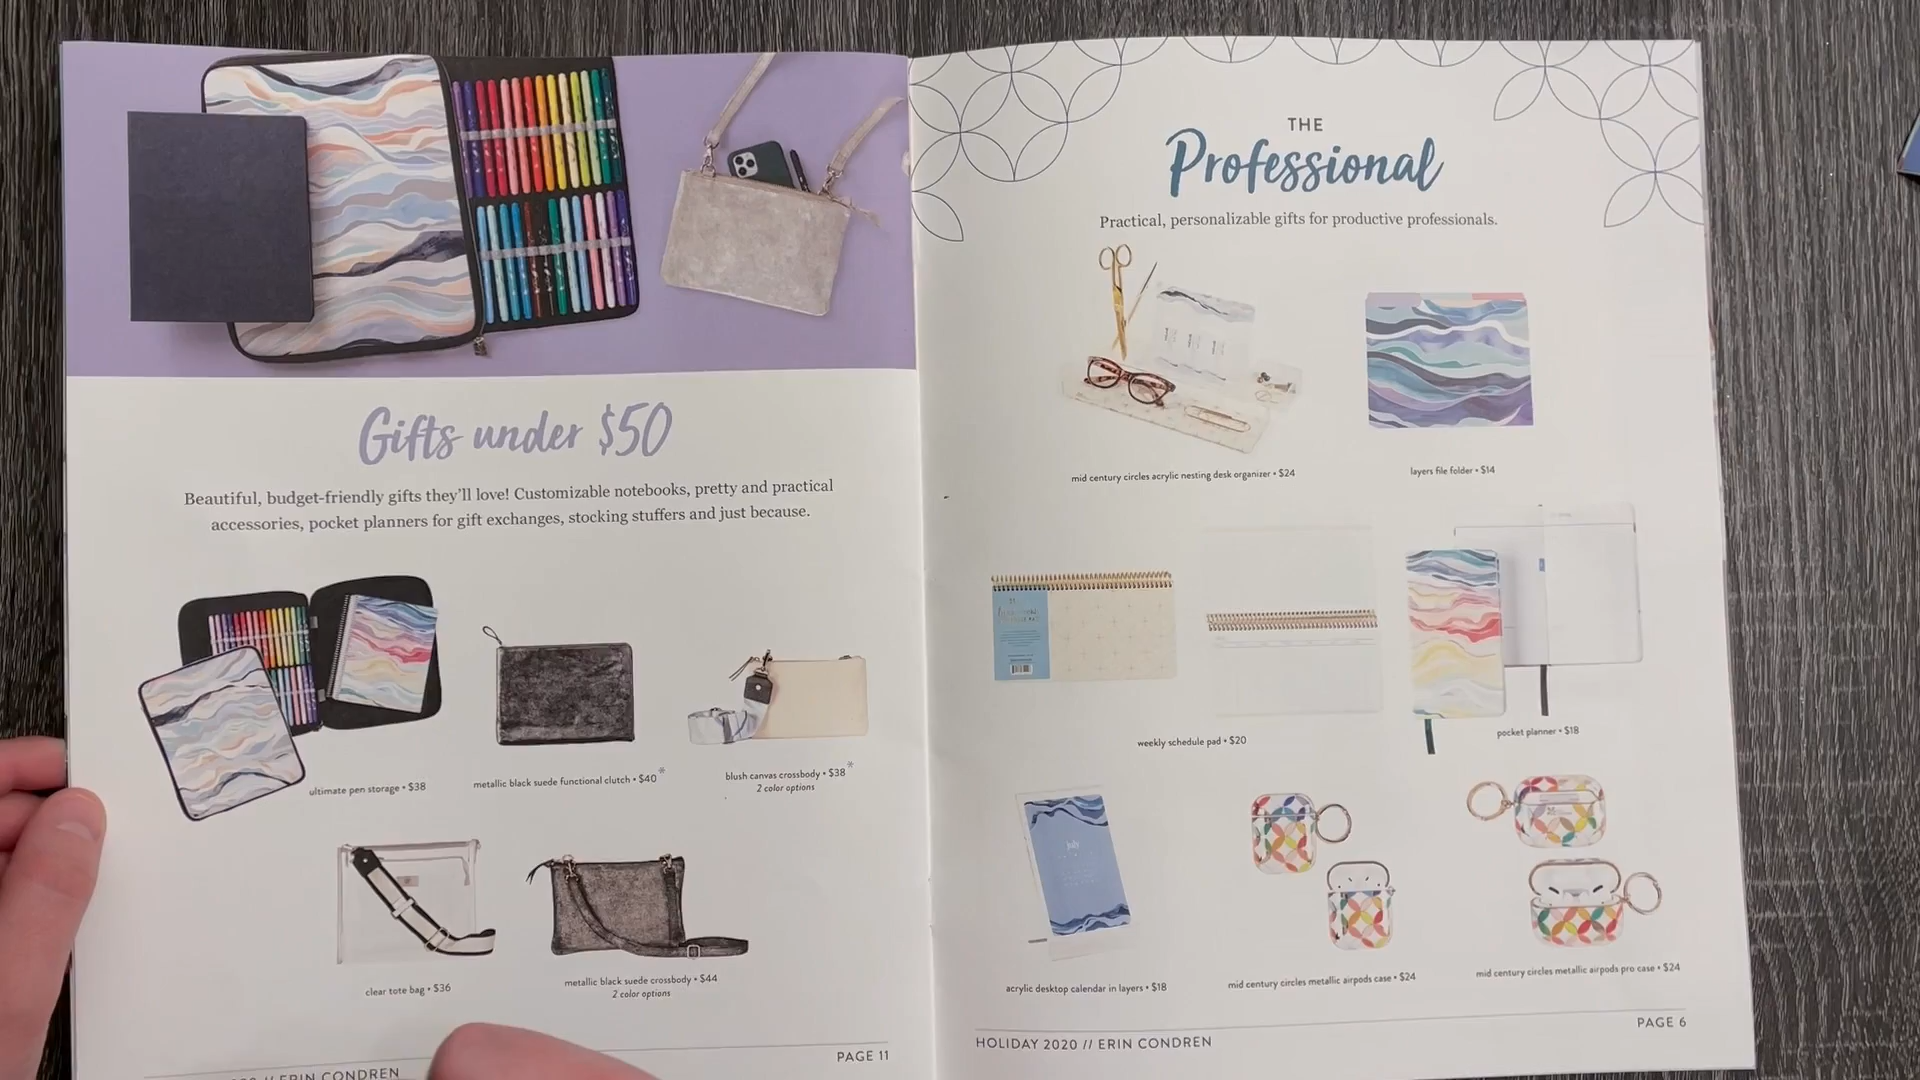 Gifts under $50
Beautiful, budget-friendly gifts they'll love! Customizable notebooks, pretty and practical
accessories, pocket planners for gift exchanges, stocking stuffers and just because.
ultimate pen storage • $38
metallic black suede functional clutch • $40*
blush canvas crossbody • $38*
2 color options
clear tote bag • $36
metallic black suede crossbody • $44
2 color options
PAGE 11
// ERIN CONDREN
THE
Professional
Practical, personalizable gifts for productive professionals.
mid century circles acrylic nesting desk organizer • $24
layers file folder • $14
weekly schedule pad • $20
pocket planner • $18
july
acrylic desktop calendar in layers • $18
mid century circles metallic airpods case • $24
mid century circles metallic airpods pro case • $24
PAGE 6
HOLIDAY 2020 // ERIN CONDREN